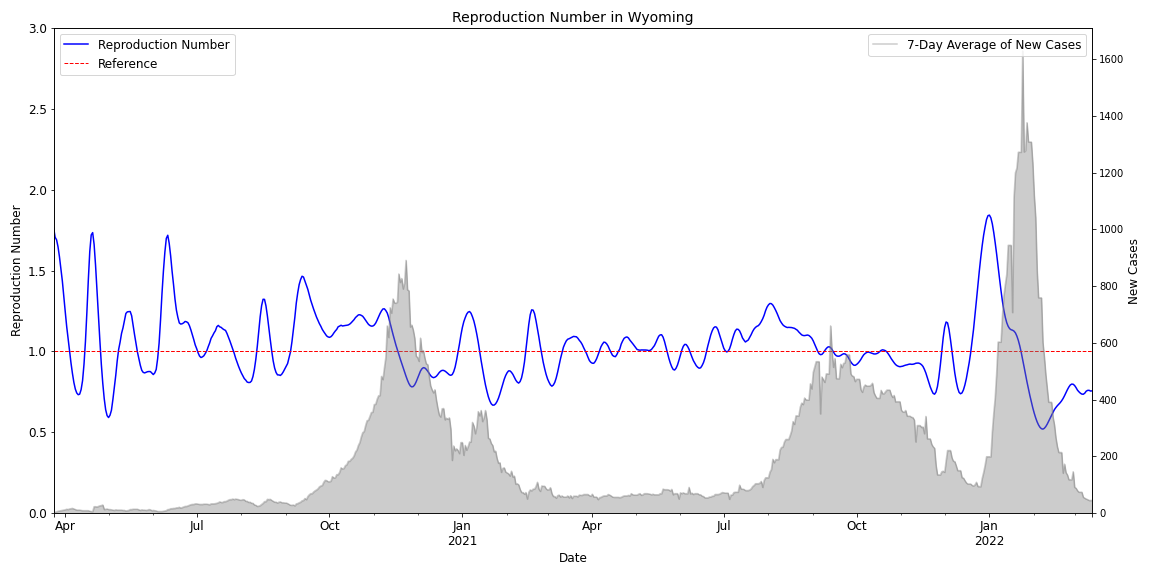 Reproduction Number in Wyoming
Reproduction Number
Reference
7-Day Average of New Cases
3.0
2.5
2.0
1.5
1.0
0.5
0.0
Reproduction Number
1600
1400
1200
1000
800
600
400
200
0
New Cases
Apr Jul Oct Jan Apr Jul Oct Jan
2021 2022
Date